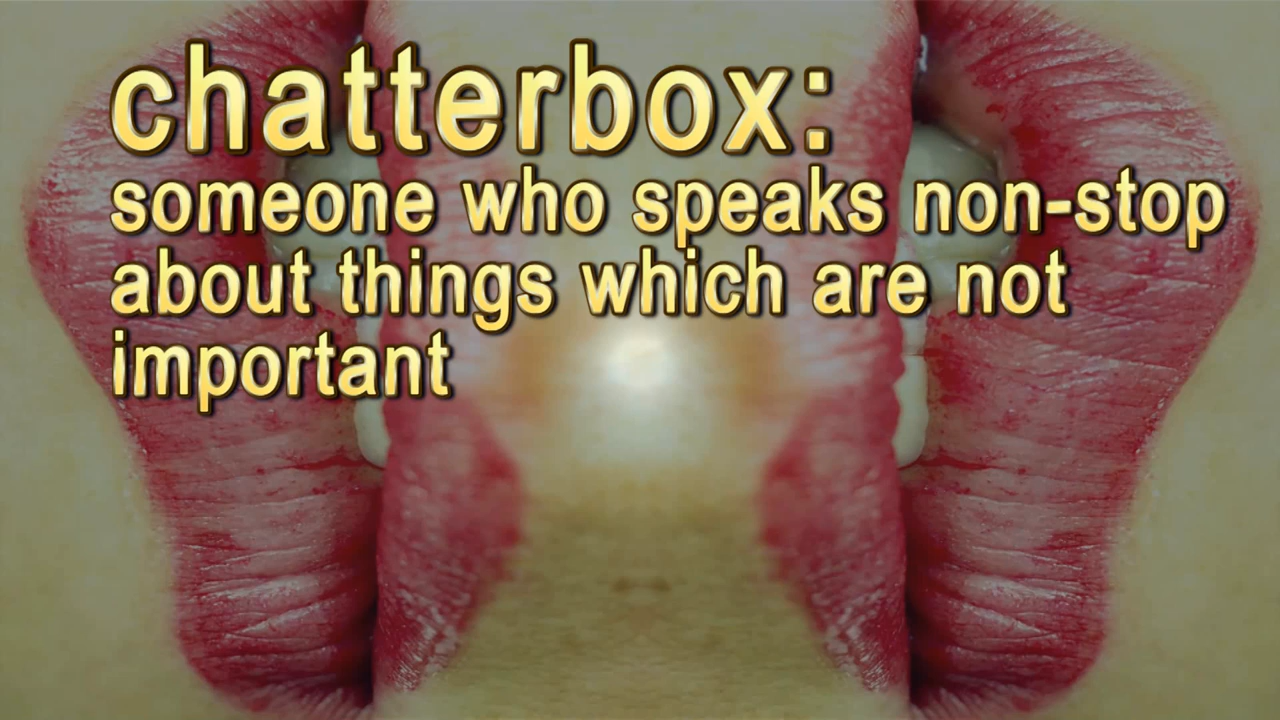 chatterbox:
someone who speaks non-stop
about things which are not
important